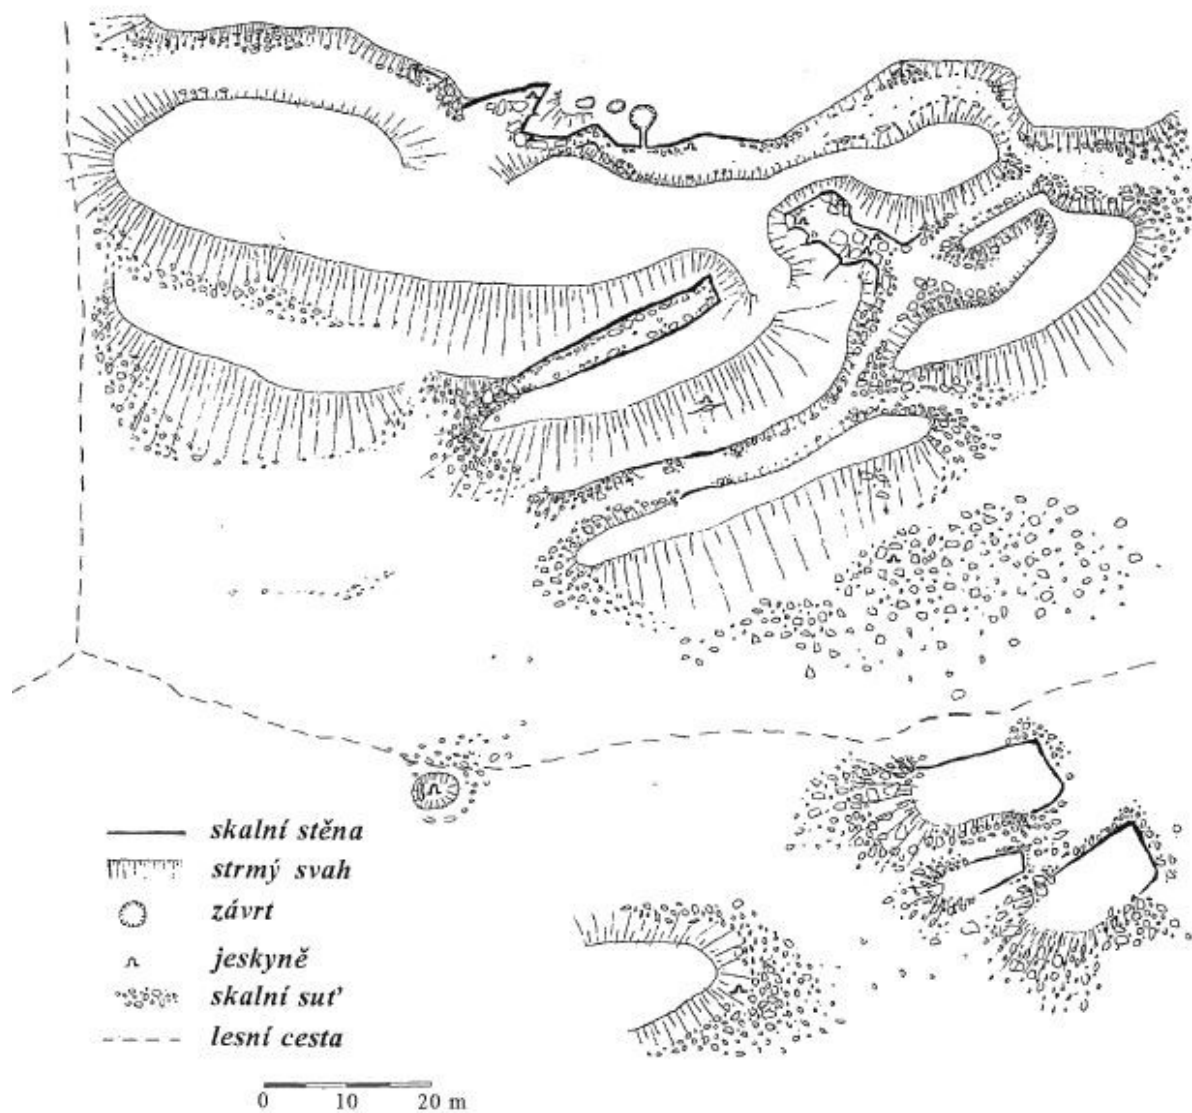 skalní stěna
strmý svah
závrt
jeskyně
skalní suť
lesní cesta
0 10 20 m